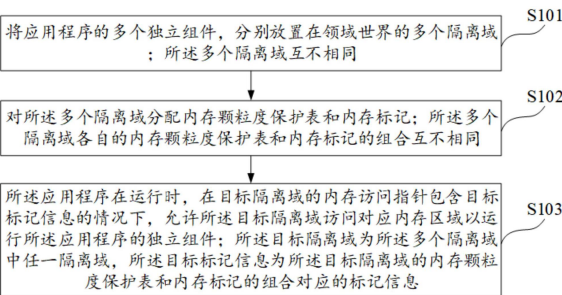 S101
将应用程序的多个独立组件，分别放置在领域世界的多个隔离域
；所述多个隔离域互不相同
S102
对所述多个隔离域分配内存颗粒度保护表和内存标记；所述多个
隔离域各自的内存颗粒度保护表和内存标记的组合互不相同
S103
所述应用程序在运行时，在目标隔离域的内存访问指针包含目标
标记信息的情况下，允许所述目标隔离域访问对应内存区域以运
行所述应用程序的独立组件；所述目标隔离域为所述多个隔离域
中任一隔离域，所述目标标记信息为所述目标隔离域的内存颗粒
度保护表和内存标记的组合对应的标记信息